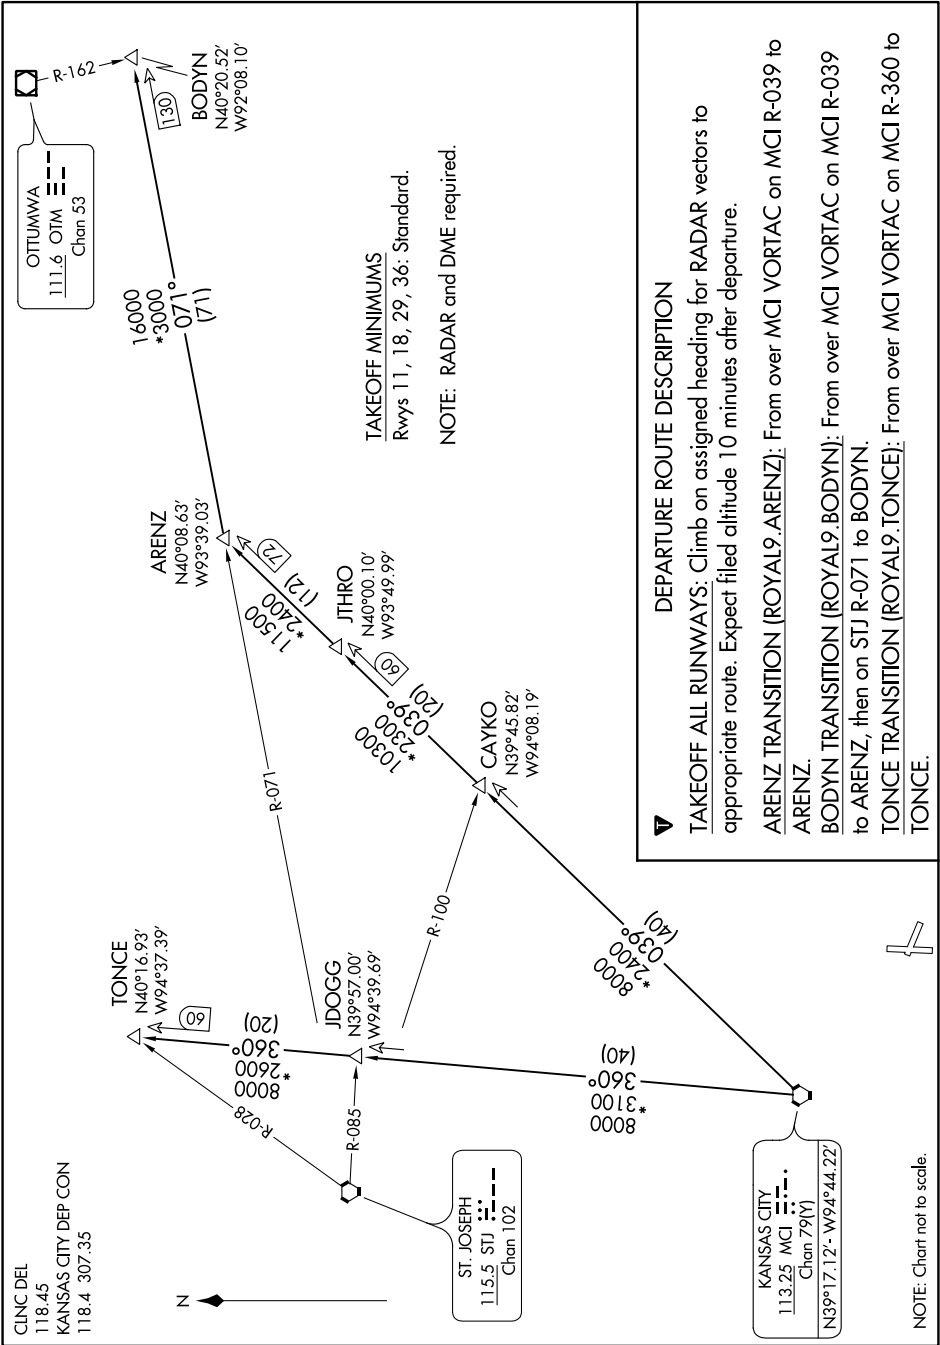 CLNC DEL
118.45
KANSAS CITY DEP CON
118.4 307.35
N
TONCE
N40°16.93'
W94°37.39'
60
8000
*2600
360°
(20)
R-028
JDOGG
N39°57.00'
W94°39.69'
R-085
ST. JOSEPH
115.5 STJ
Chan 102
8000
*3100
360°
(40)
KANSAS CITY
113.25 MCI
Chan 79(Y)
N39°17.12'- W94°44.22'
8000
*2400
039°
(40)
R-100
CAYKO
N39°45.82'
W94°08.19'
10300
*2300
039°
(20)
60
JTHRO
N40°00.10'
W93°49.99'
11500
*2400
(12)
72
R-071
ARENZ
N40°08.63'
W93°39.03'
16000
*3000
071°
(71)
OTTUMWA
111.6 OTM
Chan 53
R-162
130
BODYN
N40°20.52'
W92°08.10'
TAKEOFF MINIMUMS
Rwys 11, 18, 29, 36: Standard.
NOTE: RADAR and DME required.
NOTE: Chart not to scale.
T
DEPARTURE ROUTE DESCRIPTION
TAKEOFF ALL RUNWAYS: Climb on assigned heading for RADAR vectors to
appropriate route. Expect filed altitude 10 minutes after departure.
ARENZ TRANSITION (ROYAL9.ARENZ): From over MCI VORTAC on MCI R-039 to
ARENZ.
BODYN TRANSITION (ROYAL9.BODYN): From over MCI VORTAC on MCI R-039
to ARENZ, then on STJ R-071 to BODYN.
TONCE TRANSITION (ROYAL9.TONCE): From over MCI VORTAC on MCI R-360 to
TONCE.